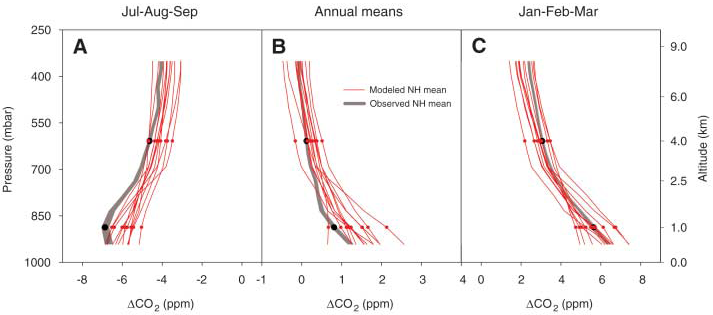 Jul-Aug-Sep Annual means Jan-Feb-Mar
A B C
Pressure (mbar)
250
400
550
700
850
1000
Modeled NH mean
Observed NH mean
9.0
6.0
4.0
2.5
1.0
0.0
Altitude (km)
-8 -6 -4 -2 0 -1 0 1 2 3 4 0 2 4 6 8
ΔCO2 (ppm) ΔCO2 (ppm) ΔCO2 (ppm)